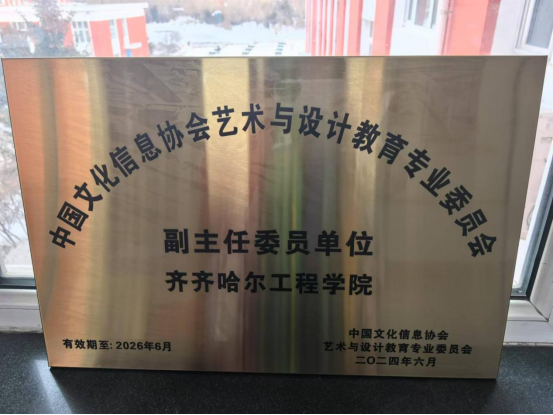 中国文化信息协会艺术与设计教育专业委员会
副主任委员单位
齐齐哈尔工程学院
有效期至:2026年6月
中国文化信息协会
艺术与设计教育专业委员会
二〇二四年六月